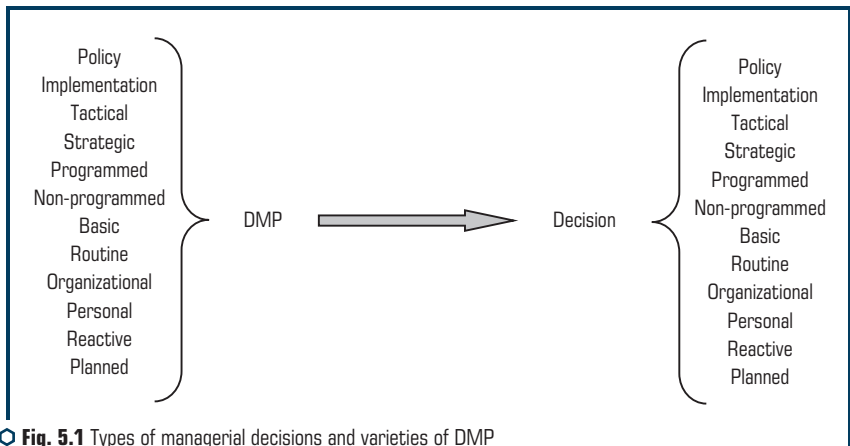 Policy
Implementation
Tactical
Strategic
Programmed
Non-programmed
Basic
Routine
Organizational
Personal
Reactive
Planned
DMP
Decision
Policy
Implementation
Tactical
Strategic
Programmed
Non-programmed
Basic
Routine
Organizational
Personal
Reactive
Planned
Fig. 5.1 Types of managerial decisions and varieties of DMP